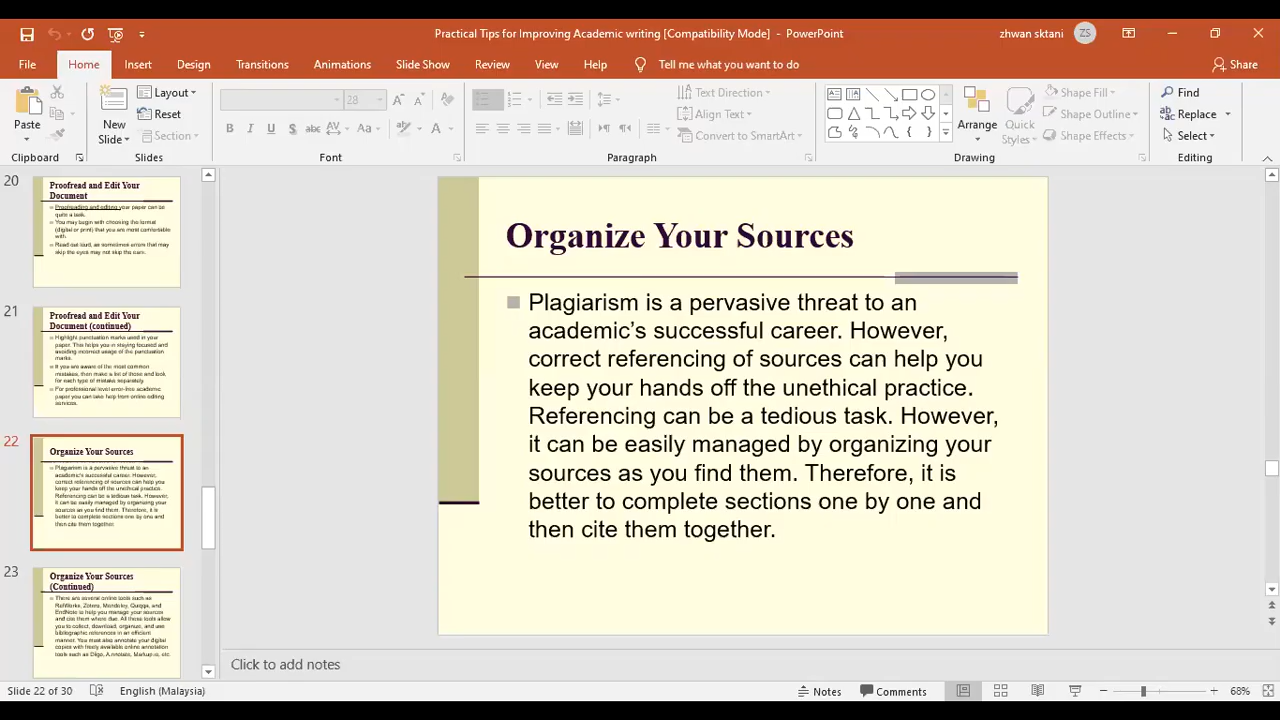 Practical Tips for Improving Academic writing [Compatibility Mode] - PowerPoint
zhwan sktani
ZS
File Home Insert Design Transitions Animations Slide Show Review View Help Tell me what you want to do Share
Paste
New
Slide
Layout
Reset
Section
28
B I U S abc AV Aa A
Text Direction
Align Text
Convert to SmartArt
Arrange
Quick
Styles
Shape Fill
Shape Outline
Shape Effects
Find
Replace
Select
Clipboard Slides Font Paragraph Drawing Editing
20
Proofread and Edit Your
Document
Proofreading and editing your paper can be
quite a task.
You may begin with choosing the format
(digital or print) that you are most comfortable
with.
Read out loud, as sometimes errors that may
skip the eyes may not skip the ears.
21
Proofread and Edit Your
Document (continued)
Highlight punctuation marks used in your
paper. This helps you in staying focused and
avoiding incorrect usage of the punctuation
marks.
If you are aware of the most common
mistakes, then make a list of those and look
for each type of mistake separately.
For professional level error-free academic
paper you can take help from online editing
services.
22
Organize Your Sources
Plagiarism is a pervasive threat to an
academic's successful career. However,
correct referencing of sources can help you
keep your hands off the unethical practice.
Referencing can be a tedious task. However,
it can be easily managed by organizing your
sources as you find them. Therefore, it is
better to complete sections one by one and
then cite them together.
23
Organize Your Sources
(Continued)
There are several online tools such as
RefWorks, Zotero, Mendeley, Qiqqa, and
EndNote to help you manage your sources
and cite them where due. All these tools allow
you to collect, download, organize, and use
bibliographic references in an efficient
manner. You must also annotate your digital
copies with freely available online annotation
tools such as Diigo, A.nnotate, Markup.io, etc.
Organize Your Sources
Plagiarism is a pervasive threat to an
academic’s successful career. However,
correct referencing of sources can help you
keep your hands off the unethical practice.
Referencing can be a tedious task. However,
it can be easily managed by organizing your
sources as you find them. Therefore, it is
better to complete sections one by one and
then cite them together.
Click to add notes
Slide 22 of 30 English (Malaysia) Notes Comments 68%